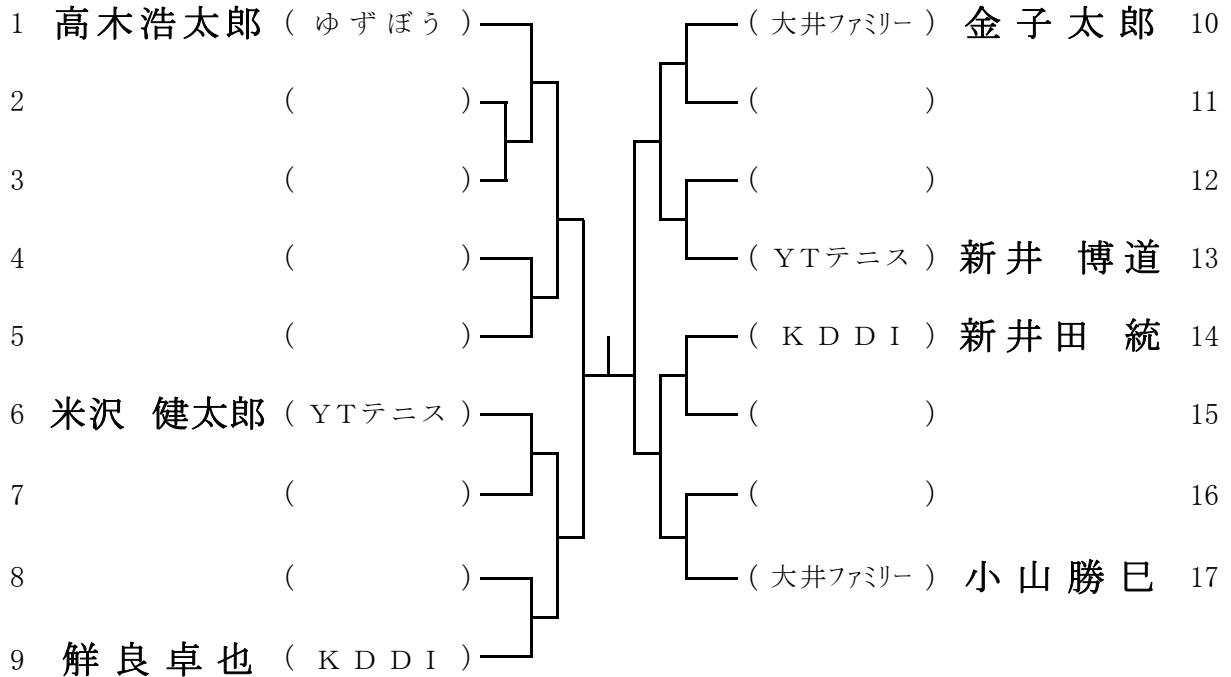 1 高木浩太郎 ( ゆずぼう )
2 ( )
3 ( )
4 ( )
5 ( )
6 米沢 健太郎 ( YTテニス )
7 ( )
8 ( )
9 鮮良卓也 ( KDDI )
( 大井ファミリー ) 金子太郎 10
( ) 11
( ) 12
( YTテニス ) 新井 博道 13
( KDDI ) 新井田 統 14
( ) 15
( ) 16
( 大井ファミリー ) 小山勝巳 17